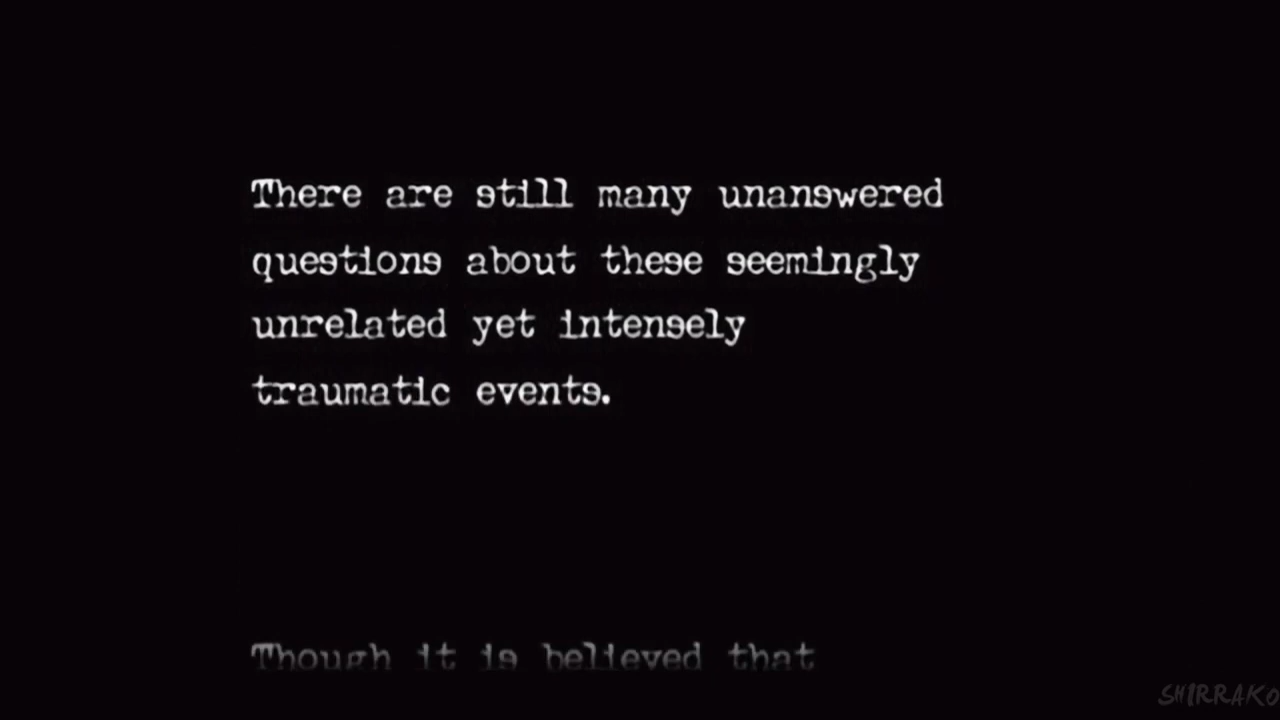 There are still many unanswered
questions about these seemingly
unrelated yet intensely
traumatic events.
Though it is believed that
SHIRRAKO